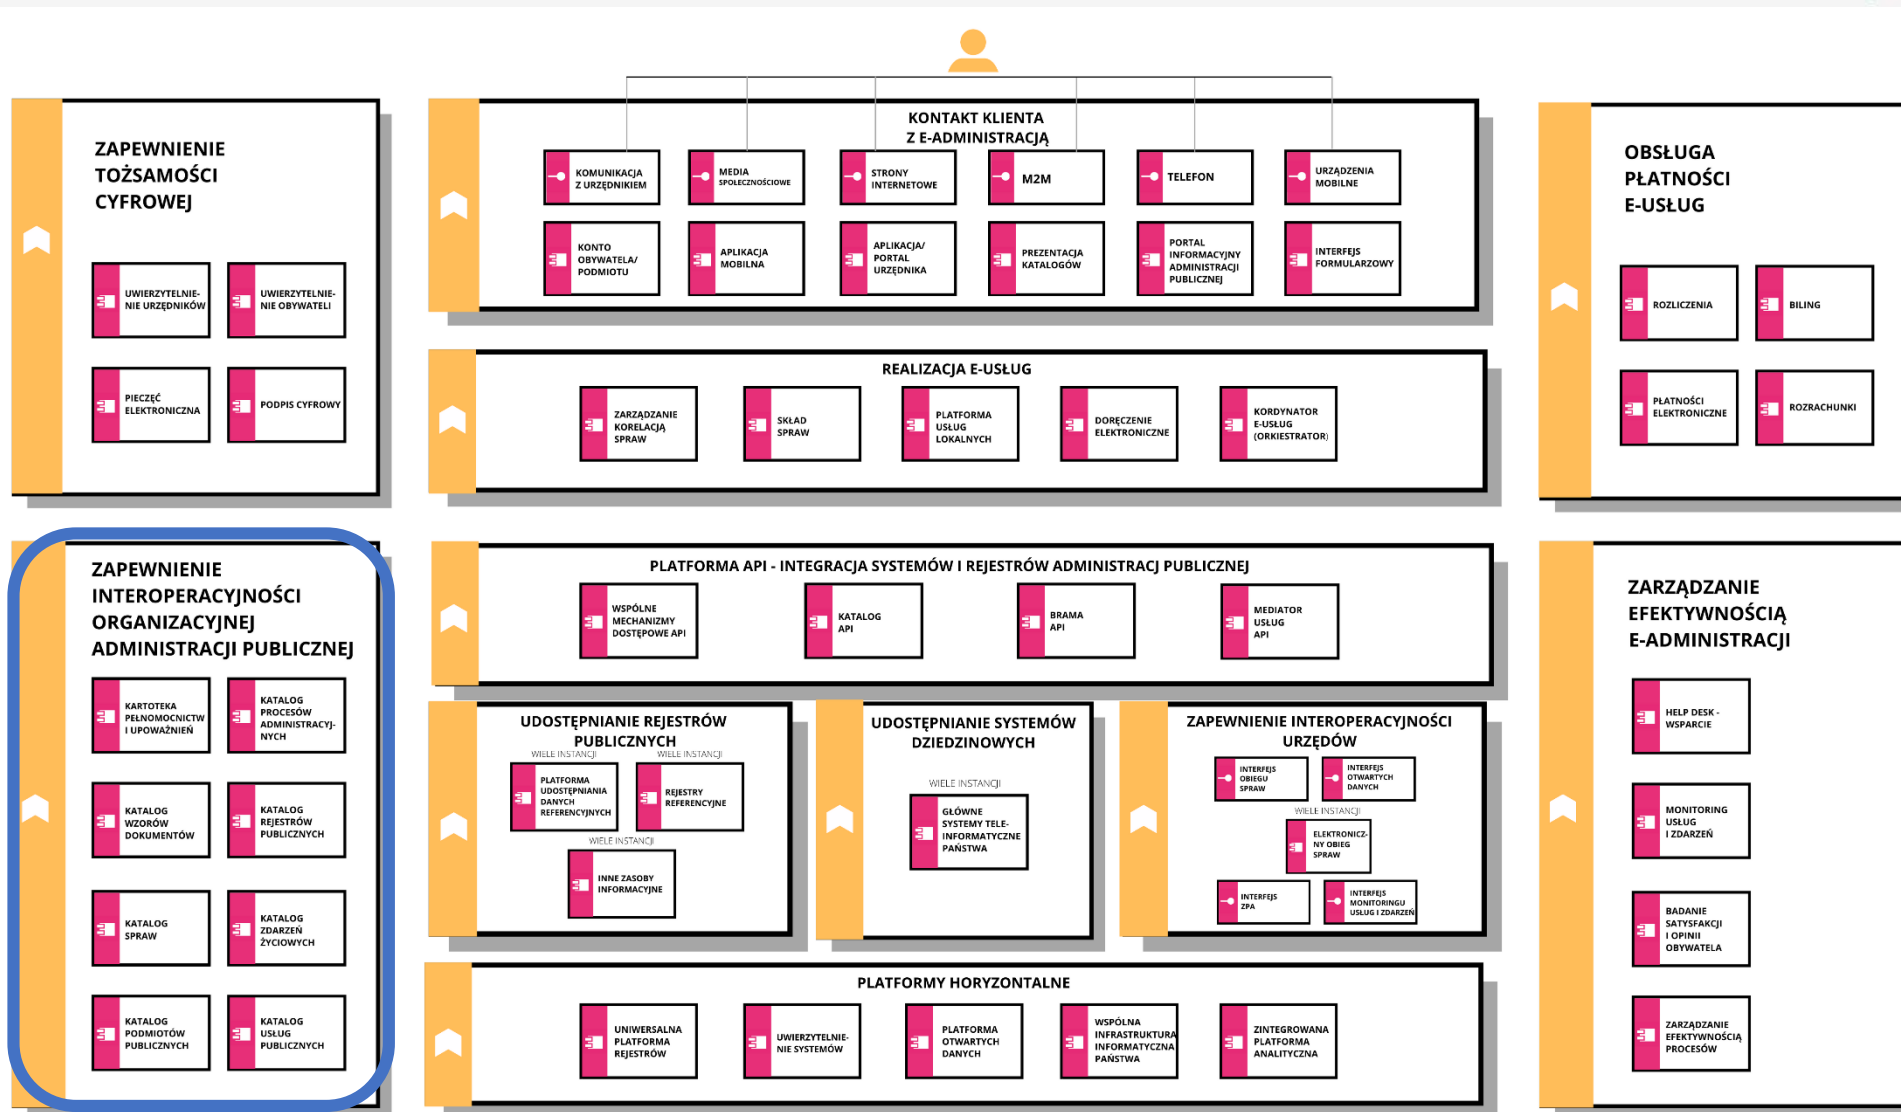 ZAPEWNIENIE
TOŻSAMOŚCI
CYFROWEJ
UWIERZYTELNIE-
NIE URZĘDNIKÓW
UWIERZYTELNIE-
NIE OBYWATELI
PIECZĘĆ
ELEKTRONICZNA
PODPIS CYFROWY
KONTAKT KLIENTA
Z E-ADMINISTRACJĄ
KOMUNIKACJA
Z URZĘDNIKIEM
MEDIA
SPOŁECZNOŚCIOWE
STRONY
INTERNETOWE
M2M
TELEFON
URZĄDZENIA
MOBILNE
KONTO
OBYWATELA/
PODMIOTU
APLIKACJA
MOBILNA
APLIKACJA/
PORTAL
URZĘDNIKA
PREZENTACJA
KATALOGÓW
PORTAL
INFORMACYJNY
ADMINISTRACJI
PUBLICZNEJ
INTERFEJS
FORMULARZOWY
OBSŁUGA
PŁATNOŚCI
E-USŁUG
ROZLICZENIA
BILING
PŁATNOŚCI
ELEKTRONICZNE
ROZRACHUNKI
REALIZACJA E-USŁUG
ZARZĄDZANIE
KORELACJĄ
SPRAW
SKŁAD
SPRAW
PLATFORMA
USŁUG
LOKALNYCH
DORĘCZENIE
ELEKTRONICZNE
KORDYNATOR
E-USŁUG
(ORKIESTRATOR)
ZAPEWNIENIE
INTEROPERACYJNOŚCI
ORGANIZACYJNEJ
ADMINISTRACJI PUBLICZNEJ
KARTOTEKA
PEŁNOMOCNICTW
I UPOWAŻNIEŃ
KATALOG
PROCESÓW
ADMINISTRACYJ-
NYCH
KATALOG
WZORÓW
DOKUMENTÓW
KATALOG
REJESTRÓW
PUBLICZNYCH
KATALOG
SPRAW
KATALOG
ZDARZEŃ
ŻYCIOWYCH
KATALOG
PODMIOTÓW
PUBLICZNYCH
KATALOG
USŁUG
PUBLICZNYCH
PLATFORMA API - INTEGRACJA SYSTEMÓW I REJESTRÓW ADMINISTRACJ PUBLICZNEJ
WSPÓLNE
MECHANIZMY
DOSTĘPOWE API
KATALOG
API
BRAMA
API
MEDIATOR
USŁUG
API
UDOSTĘPNIANIE REJESTRÓW
PUBLICZNYCH
WIELE INSTANCJI
WIELE INSTANCJI
PLATFORMA
UDOSTĘPNIANIA
DANYCH
REFERENCYJNYCH
REJESTRY
REFERENCYJNE
WIELE INSTANCJI
INNE ZASOBY
INFORMACYJNE
UDOSTĘPNIANIE SYSTEMÓW
DZIEDZINOWYCH
WIELE INSTANCJI
GŁÓWNE
SYSTEMY TELE-
INFORMATYCZNE
PAŃSTWA
ZAPEWNIENIE INTEROPERACYJNOŚCI
URZĘDÓW
INTERFEJS
OBIEGU
SPRAW
INTERFEJS
OTWARTYCH
DANYCH
WIELE INSTANCJI
ELEKTRONICZ-
NY OBIEG
SPRAW
INTERFEJS
ZPA
INTERFEJS
MONITORINGU
USŁUG I ZDARZEŃ
PLATFORMY HORYZONTALNE
UNIWERSALNA
PLATFORMA
REJESTRÓW
UWIERZYTELNIE-
NIE SYSTEMÓW
PLATFORMA
OTWARTYCH
DANYCH
WSPÓLNA
INFRASTRUKTURA
INFORMATYCZNA
PAŃSTWA
ZINTEGROWANA
PLATFORMA
ANALITYCZNA
ZARZĄDZANIE
EFEKTYWNOŚCIĄ
E-ADMINISTRACJI
HELP DESK -
WSPARCIE
MONITORING
USŁUG
I ZDARZEŃ
BADANIE
SATYSFAKCJI
I OPINII
OBYWATELA
ZARZĄDZANIE
EFEKTYWNOŚCIĄ
PROCESÓW